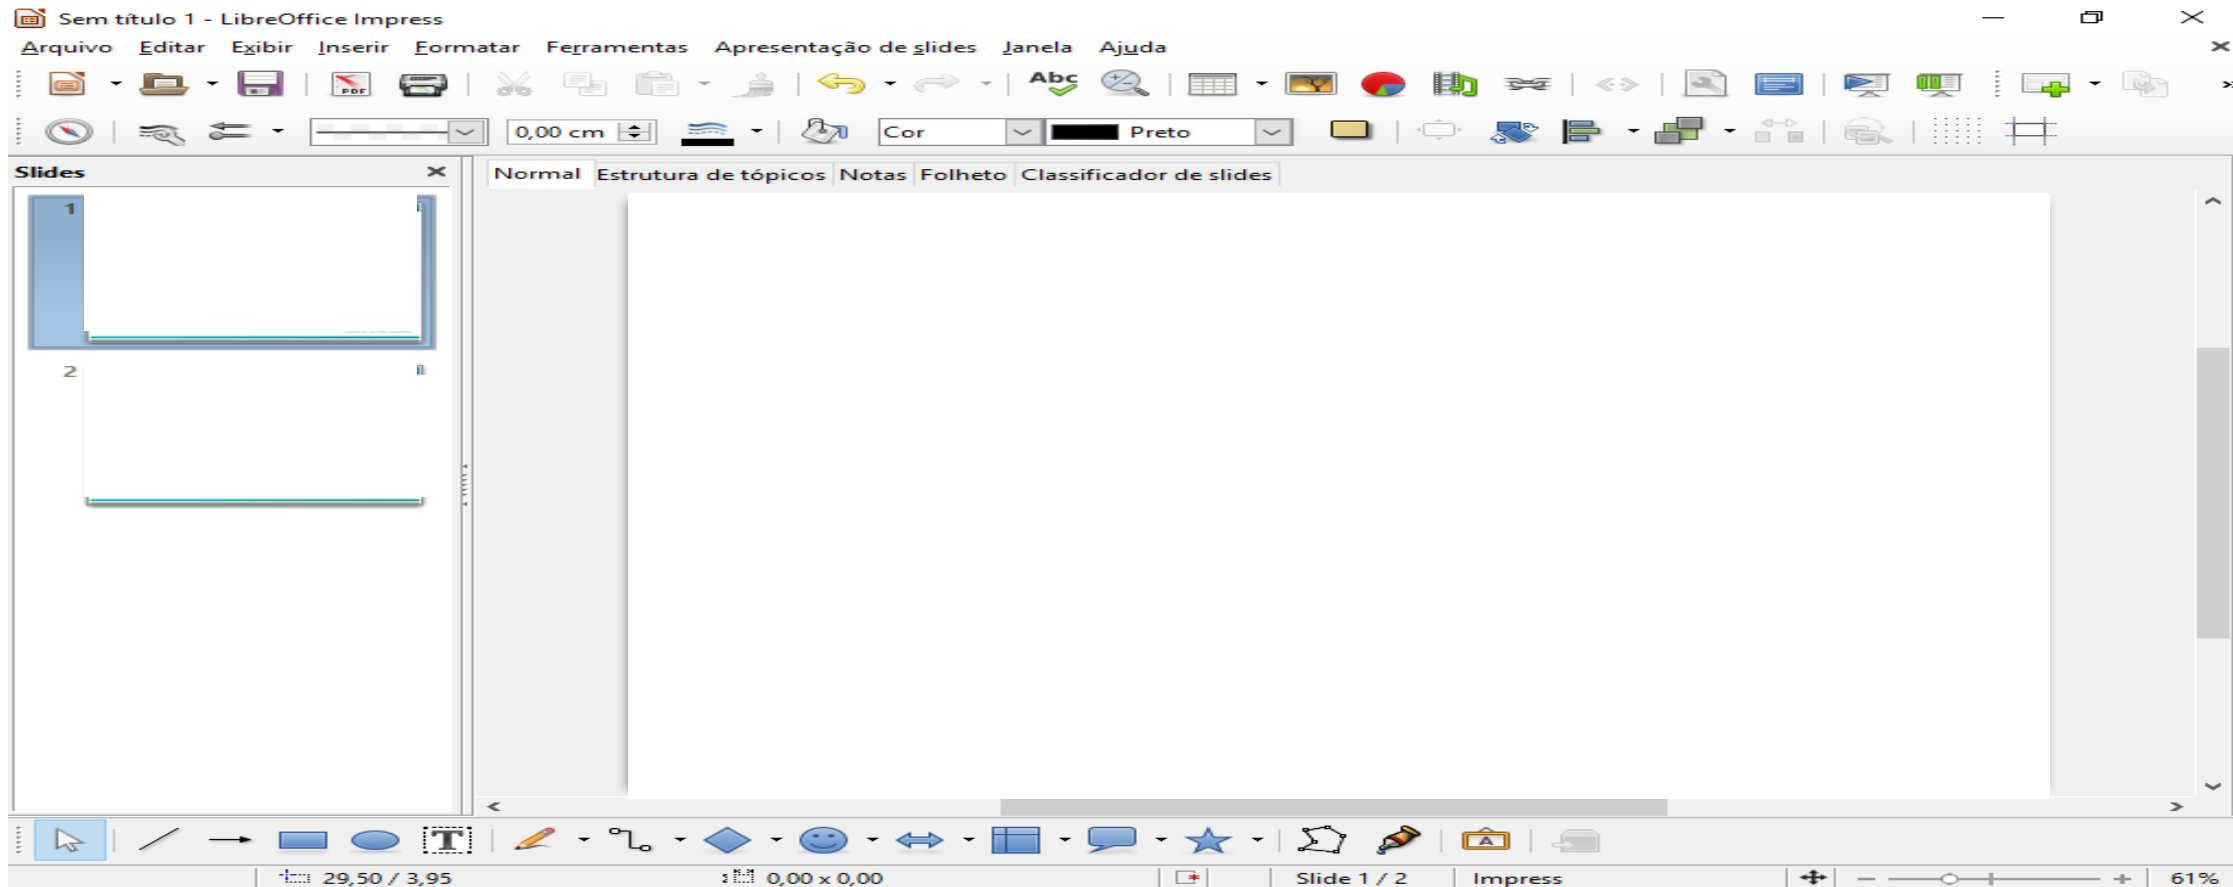 Sem título 1 - LibreOffice Impress
Arquivo Editar Exibir Inserir Formatar Ferramentas Apresentação de slides Janela Ajuda
PDF Abc
0,00 cm Cor Preto
Slides
Normal Estrutura de tópicos Notas Folheto Classificador de slides
1
2
T A
29,50 / 3,95 0,00 x 0,00 Slide 1 / 2 Impress 61%